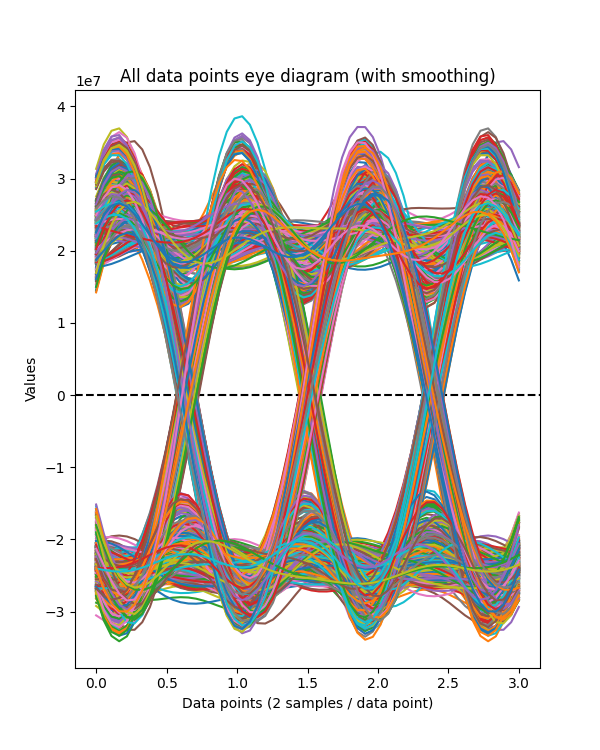 All data points eye diagram (with smoothing)
1e7
4
3
2
1
0
−1
−2
−3
Values
0.0 0.5 1.0 1.5 2.0 2.5 3.0
Data points (2 samples / data point)